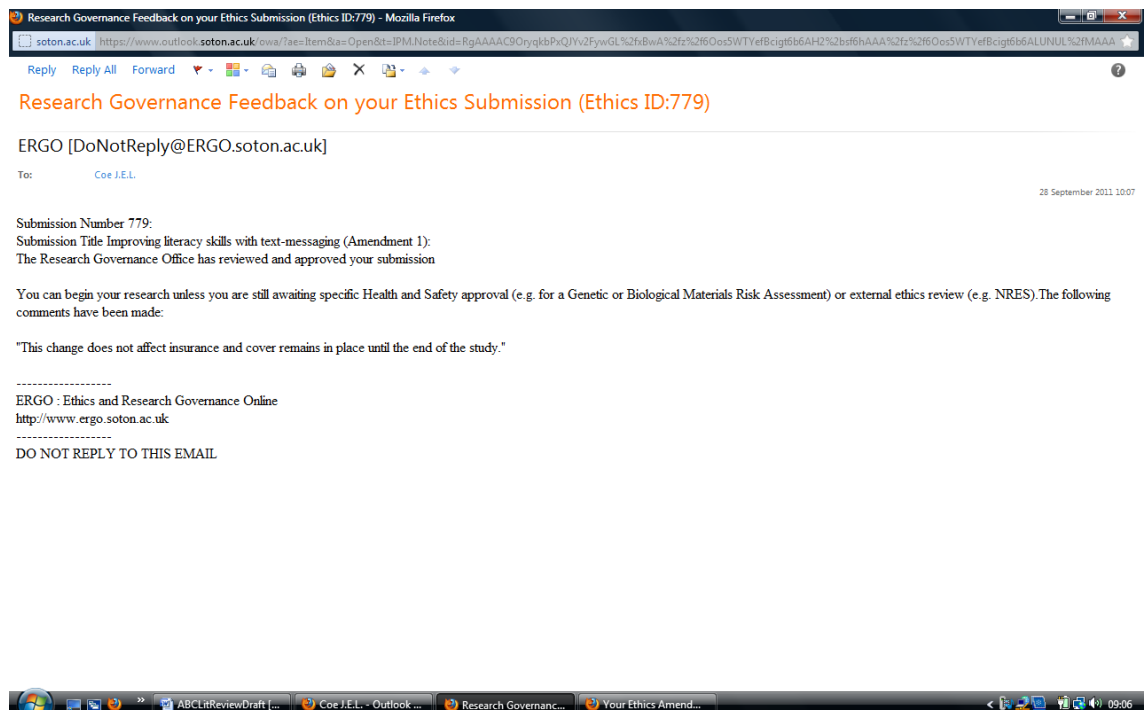 Research Governance Feedback on your Ethics Submission (Ethics ID:779) - Mozilla Firefox
soton.ac.uk
Reply Reply All Forward
Research Governance Feedback on your Ethics Submission (Ethics ID:779)
ERGO [DoNotReply@ERGO.soton.ac.uk]
To: Coe J.E.L.
28 September 2011 10:07
Submission Number 779:
Submission Title Improving literacy skills with text-messaging (Amendment 1):
The Research Governance Office has reviewed and approved your submission
You can begin your research unless you are still awaiting specific Health and Safety approval (e.g. for a Genetic or Biological Materials Risk Assessment) or external ethics review (e.g. NRES).The following
comments have been made:
"This change does not affect insurance and cover remains in place until the end of the study."
------------------
ERGO : Ethics and Research Governance Online
http://www.ergo.soton.ac.uk
------------------
DO NOT REPLY TO THIS EMAIL
ABCLitReviewDraft [... Coe J.E.L. - Outlook ... Research Governanc... Your Ethics Amend... 09:06